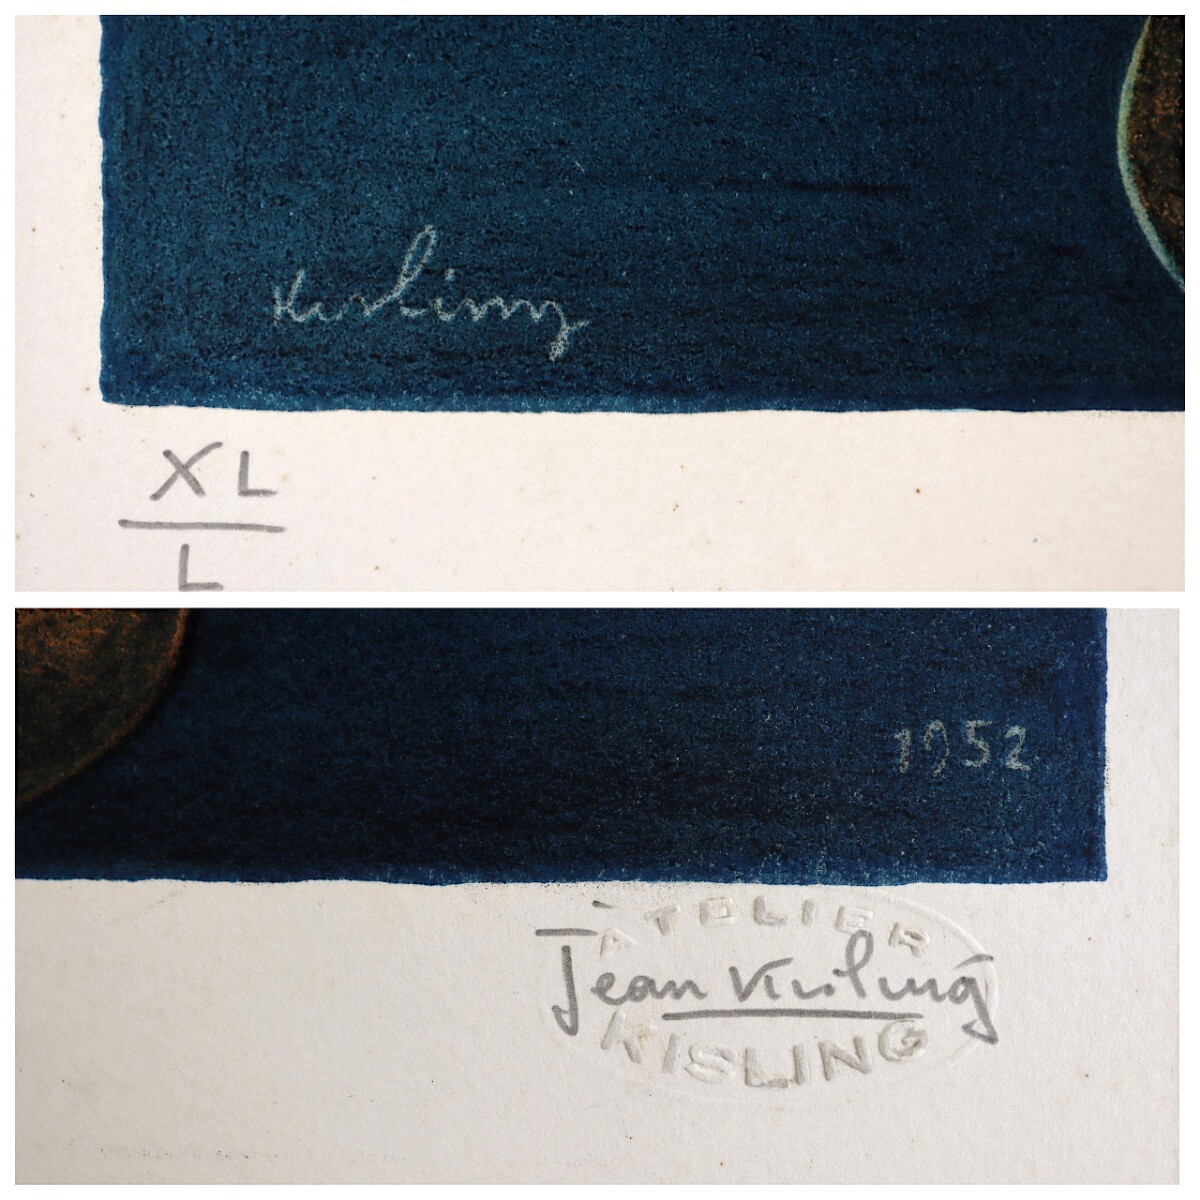 Kisling
XL
L
1952
ATELIER
Jean Kisling
KISLING